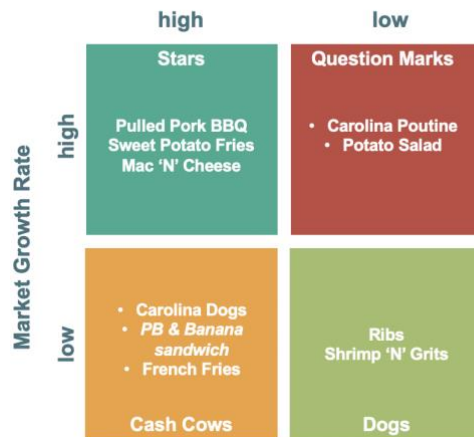 high
low
Market Growth Rate
high
Stars
Pulled Pork BBQ
Sweet Potato Fries
Mac ‘N’ Cheese
Question Marks
• Carolina Poutine
• Potato Salad
low
• Carolina Dogs
• PB & Banana
sandwich
• French Fries
Cash Cows
Ribs
Shrimp ‘N’ Grits
Dogs